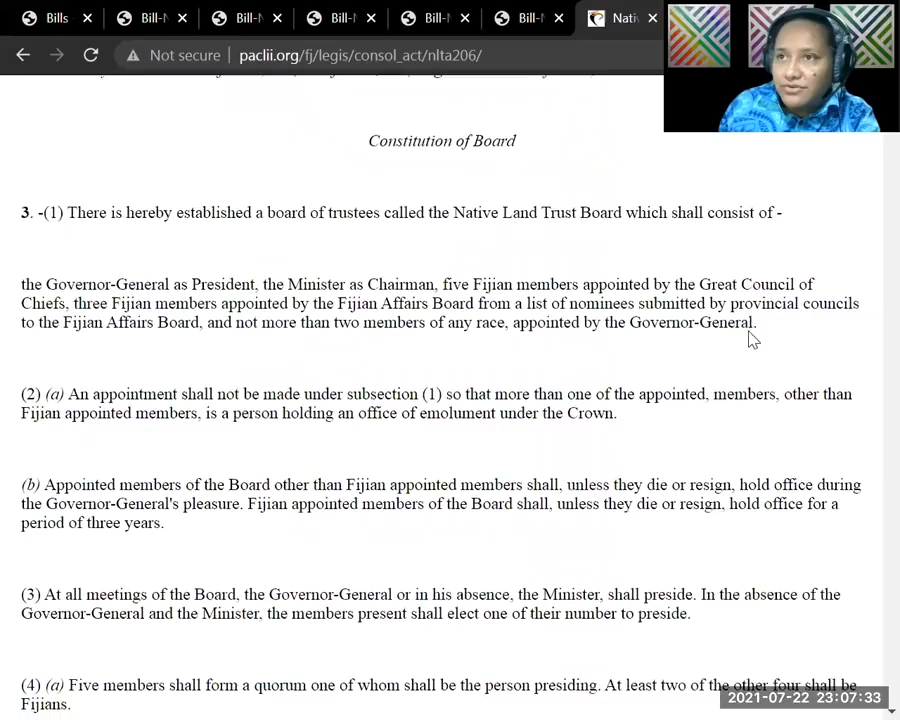 Bills
Bill-N
Bill-N
Bill-N
Bill-N
Bill-N
Nativ
Not secure
paclii.org/fj/legis/consol_act/nlta206/
Constitution of Board
3. -(1) There is hereby established a board of trustees called the Native Land Trust Board which shall consist of -
the Governor-General as President, the Minister as Chairman, five Fijian members appointed by the Great Council of
Chiefs, three Fijian members appointed by the Fijian Affairs Board from a list of nominees submitted by provincial councils
to the Fijian Affairs Board, and not more than two members of any race, appointed by the Governor-General.
(2) (a) An appointment shall not be made under subsection (1) so that more than one of the appointed, members, other than
Fijian appointed members, is a person holding an office of emolument under the Crown.
(b) Appointed members of the Board other than Fijian appointed members shall, unless they die or resign, hold office during
the Governor-General's pleasure. Fijian appointed members of the Board shall, unless they die or resign, hold office for a
period of three years.
(3) At all meetings of the Board, the Governor-General or in his absence, the Minister, shall preside. In the absence of the
Governor-General and the Minister, the members present shall elect one of their number to preside.
(4) (a) Five members shall form a quorum one of whom shall be the person presiding. At least two of the other four shall be
Fijians.
2021-07-22 23:07:33